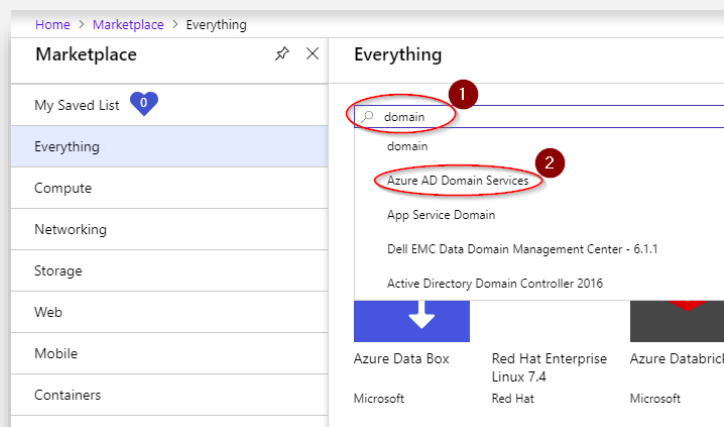 Home > Marketplace > Everything
Marketplace
My Saved List 0
Everything
Compute
Networking
Storage
Web
Mobile
Containers
Everything
1
domain
domain
2
Azure AD Domain Services
App Service Domain
Dell EMC Data Domain Management Center - 6.1.1
Active Directory Domain Controller 2016
Azure Data Box
Microsoft
Red Hat Enterprise
Linux 7.4
Red Hat
Azure Databrick
Microsoft